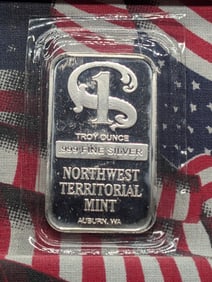 1
TROY OUNCE
.999 FINE SILVER
NORTHWEST
TERRITORIAL
MINT
AUBURN, WA